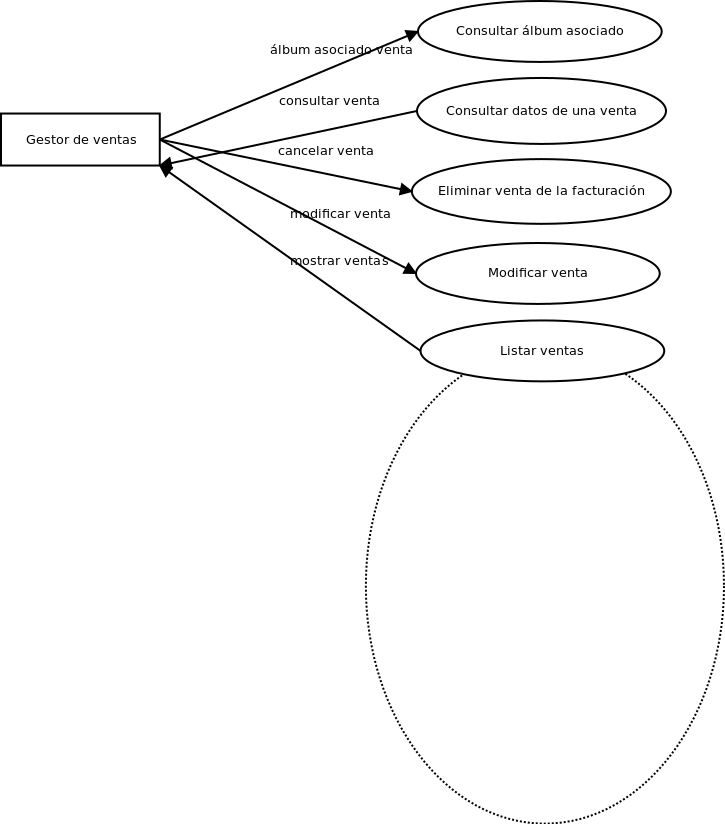 Consultar álbum asociado
álbum asociado venta
consultar venta
Consultar datos de una venta
Gestor de ventas
cancelar venta
Eliminar venta de la facturación
modificar venta
mostrar ventas
Modificar venta
Listar ventas